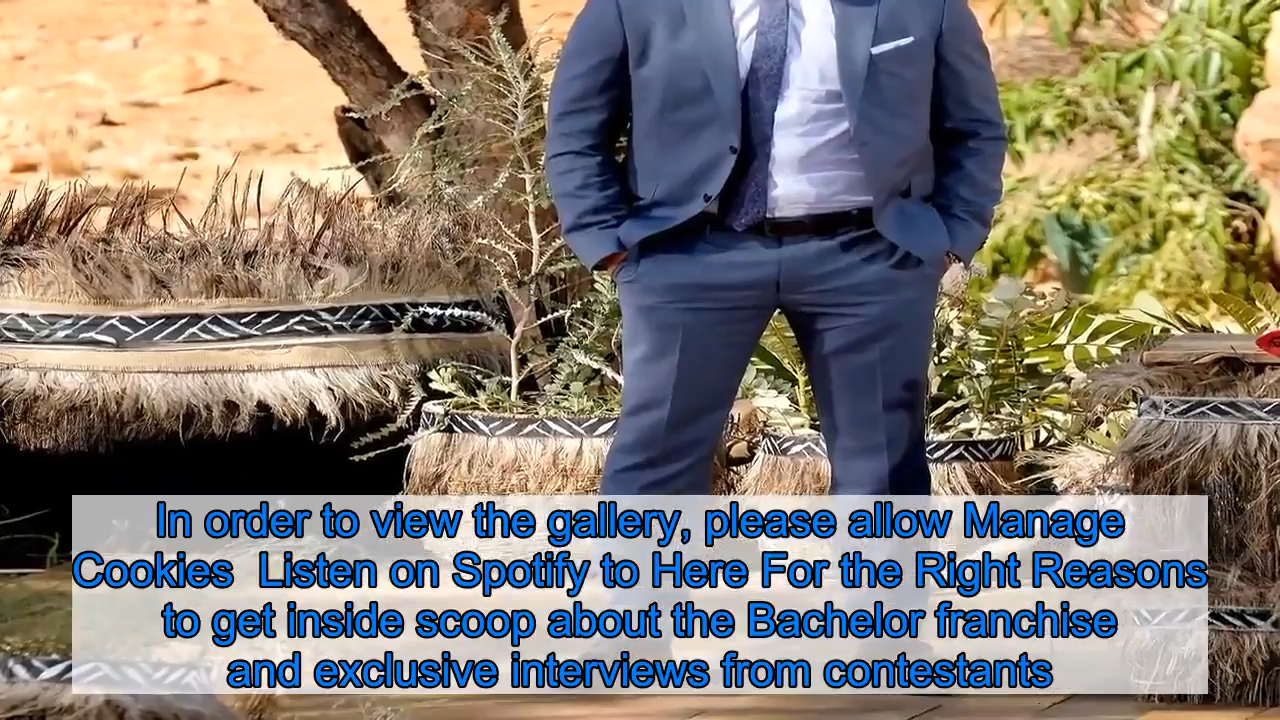 In order to view the gallery, please allow Manage
Cookies  Listen on Spotify to Here For the Right Reasons
to get inside scoop about the Bachelor franchise
and exclusive interviews from contestants